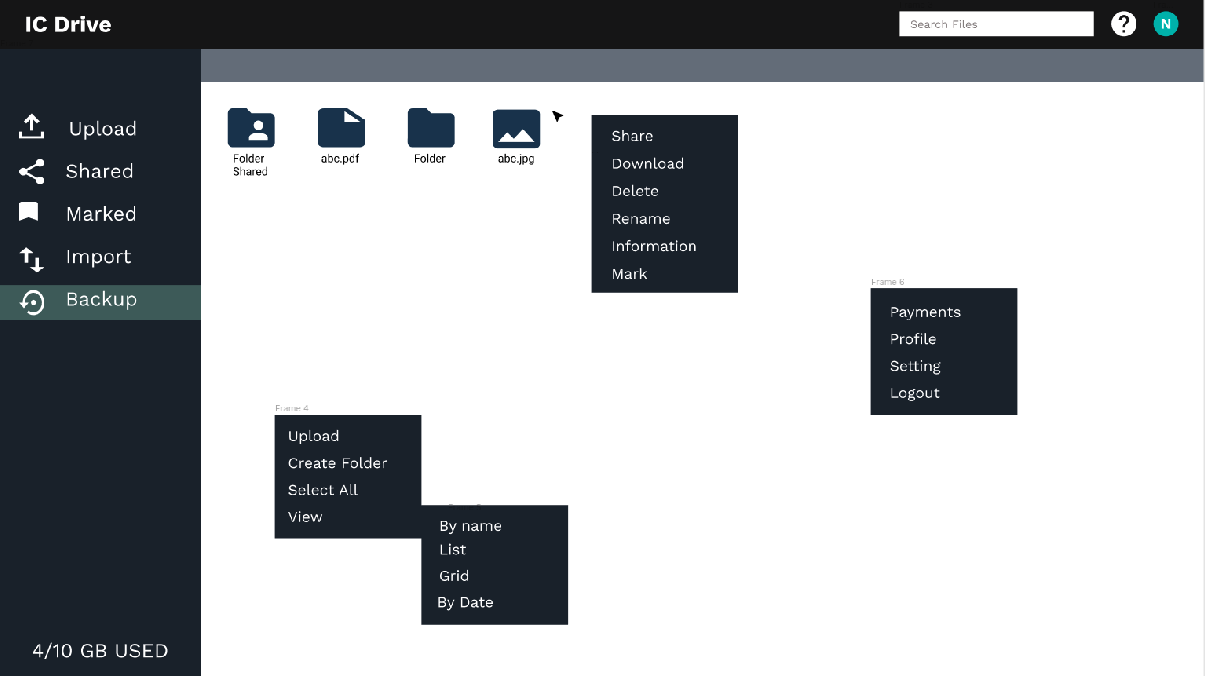 IC Drive
Search Files
?
N
Upload
Shared
Marked
Import
Backup
4/10 GB USED
Folder
Shared
abc.pdf
Folder
abc.jpg
Share
Download
Delete
Rename
Information
Mark
Frame 6
Payments
Profile
Setting
Logout
Frame 4
Upload
Create Folder
Select All
View
By name
List
Grid
By Date